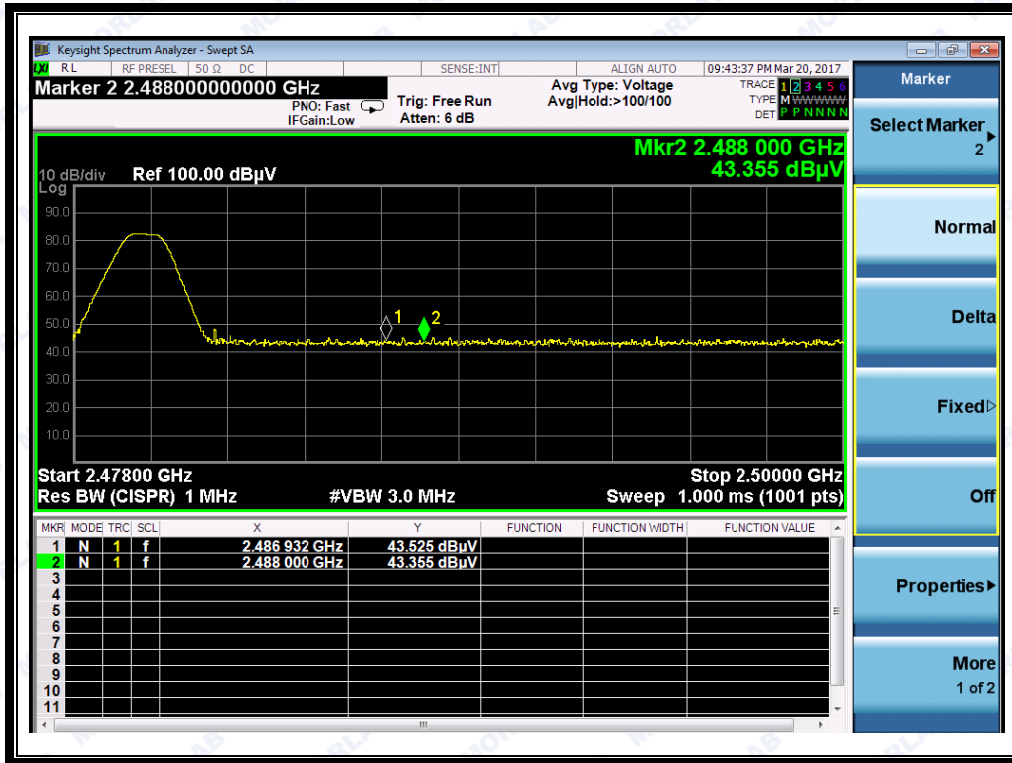 Keysight Spectrum Analyzer - Swept SA
LXI RL RF PRESEL 50 Ω DC SENSE:INT ALIGN AUTO 09:43:37 PM Mar 20, 2017
Marker 2 2.488000000000 GHz
PNO: Fast
IFGain:Low
Trig: Free Run
Atten: 6 dB
Avg Type: Voltage
Avg|Hold:>100/100
TRACE 1 2 3 4 5 6
TYPE M W W W W W
DET P P N N N N
Mkr2 2.488 000 GHz
43.355 dBµV
10 dB/div Ref 100.00 dBµV
Log
90.0
80.0
70.0
60.0
50.0
40.0
30.0
20.0
10.0
1 2
Start 2.47800 GHz Stop 2.50000 GHz
Res BW (CISPR) 1 MHz #VBW 3.0 MHz Sweep 1.000 ms (1001 pts)
MKR MODE TRC SCL X Y FUNCTION FUNCTION WIDTH FUNCTION VALUE
1 N 1 f 2.486 932 GHz 43.525 dBµV
2 N 1 f 2.488 000 GHz 43.355 dBµV
3
4
5
6
7
8
9
10
11
Marker
Select Marker
2
Normal
Delta
Fixed
Off
Properties
More
1 of 2